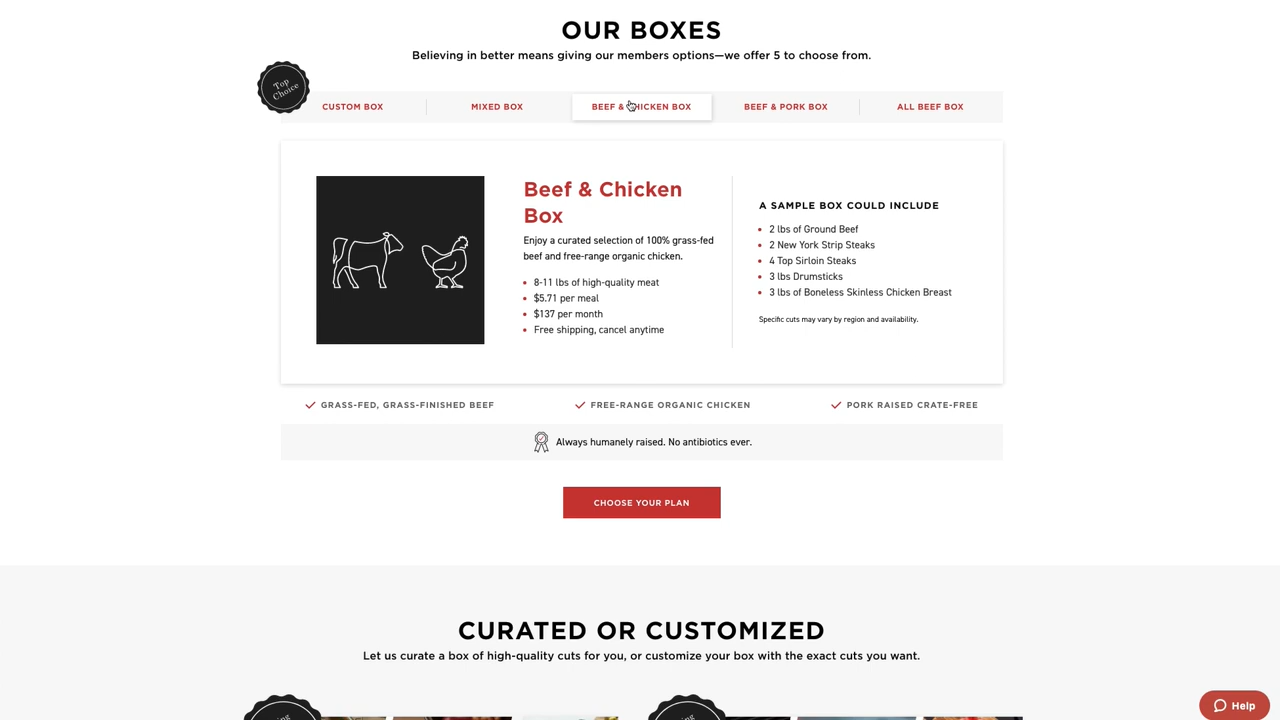 OUR BOXES
Believing in better means giving our members options—we offer 5 to choose from.
Top
Choice
CUSTOM BOX
MIXED BOX
BEEF & CHICKEN BOX
BEEF & PORK BOX
ALL BEEF BOX
Beef & Chicken
Box
Enjoy a curated selection of 100% grass-fed
beef and free-range organic chicken.
8-11 lbs of high-quality meat
$5.71 per meal
$137 per month
Free shipping, cancel anytime
A SAMPLE BOX COULD INCLUDE
2 lbs of Ground Beef
2 New York Strip Steaks
4 Top Sirloin Steaks
3 lbs Drumsticks
3 lbs of Boneless Skinless Chicken Breast
Specific cuts may vary by region and availability.
GRASS-FED, GRASS-FINISHED BEEF
FREE-RANGE ORGANIC CHICKEN
PORK RAISED CRATE-FREE
Always humanely raised. No antibiotics ever.
CHOOSE YOUR PLAN
CURATED OR CUSTOMIZED
Let us curate a box of high-quality cuts for you, or customize your box with the exact cuts you want.
Help